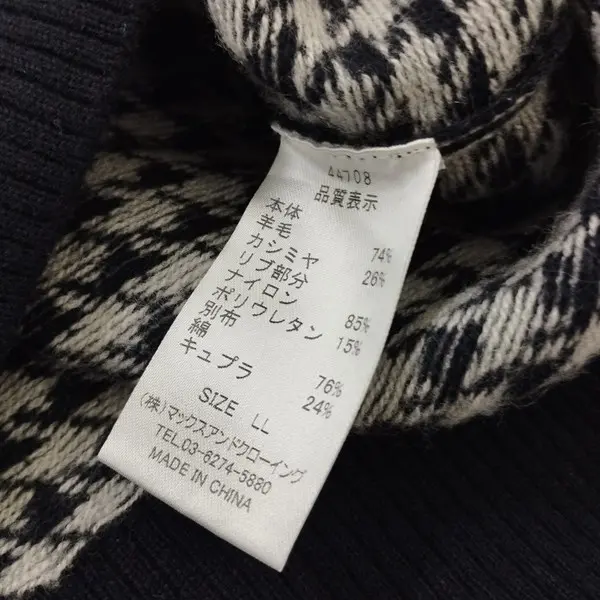 44708
品質表示
本体
羊毛 74%
カシミヤ 26%
リブ部分
ナイロン 85%
ポリウレタン 15%
別布
綿 76%
キュプラ 24%
SIZE LL
(株)マックスアンドクローイング
TEL.03-6274-5880
MADE IN CHINA